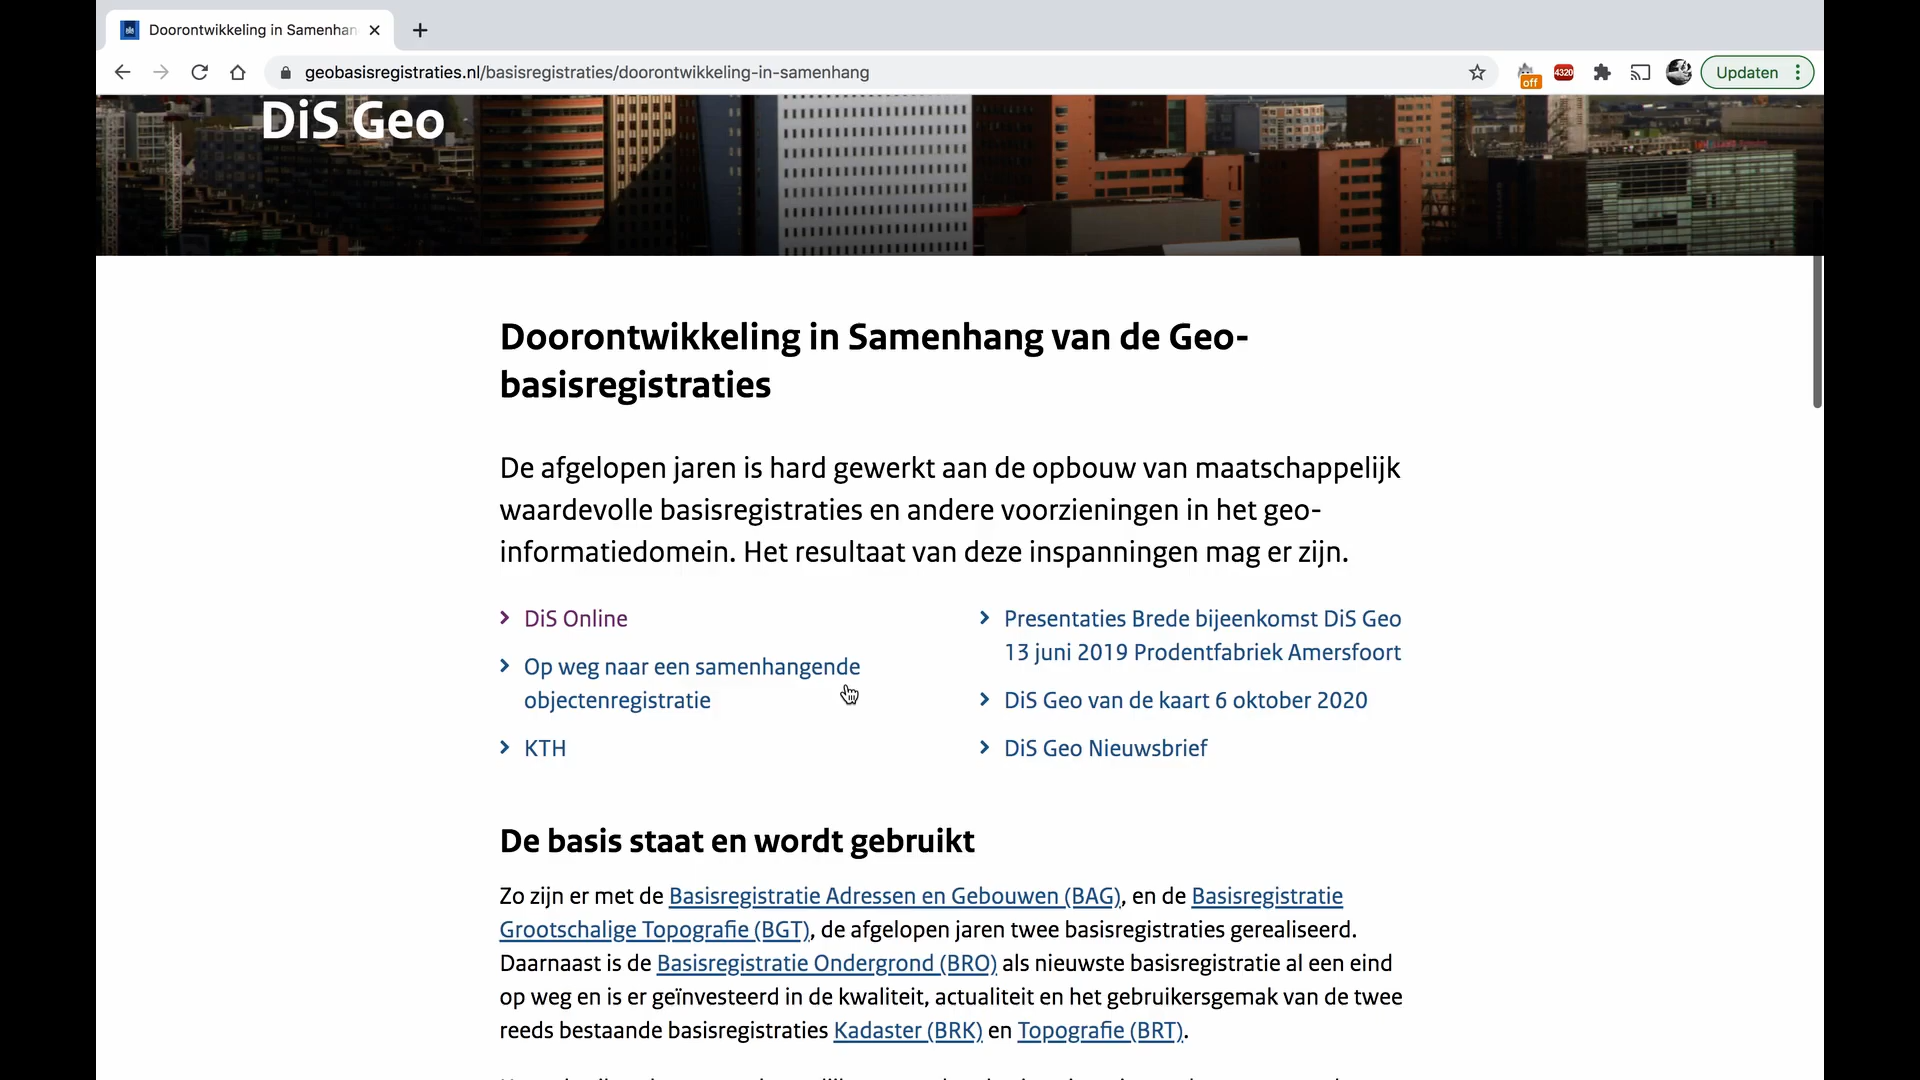 Doorontwikkeling in Samenhan
geobasisregistraties.nl/basisregistraties/doorontwikkeling-in-samenhang
off
4320
Updaten
DiS Geo
Doorontwikkeling in Samenhang van de Geo-
basisregistraties
De afgelopen jaren is hard gewerkt aan de opbouw van maatschappelijk
waardevolle basisregistraties en andere voorzieningen in het geo-
informatiedomein. Het resultaat van deze inspanningen mag er zijn.
DiS Online
Op weg naar een samenhangende
objectenregistratie
KTH
Presentaties Brede bijeenkomst DiS Geo
13 juni 2019 Prodentfabriek Amersfoort
DiS Geo van de kaart 6 oktober 2020
DiS Geo Nieuwsbrief
De basis staat en wordt gebruikt
Zo zijn er met de Basisregistratie Adressen en Gebouwen (BAG), en de Basisregistratie
Grootschalige Topografie (BGT), de afgelopen jaren twee basisregistraties gerealiseerd.
Daarnaast is de Basisregistratie Ondergrond (BRO) als nieuwste basisregistratie al een eind
op weg en is er geïnvesteerd in de kwaliteit, actualiteit en het gebruikersgemak van de twee
reeds bestaande basisregistraties Kadaster (BRK) en Topografie (BRT).